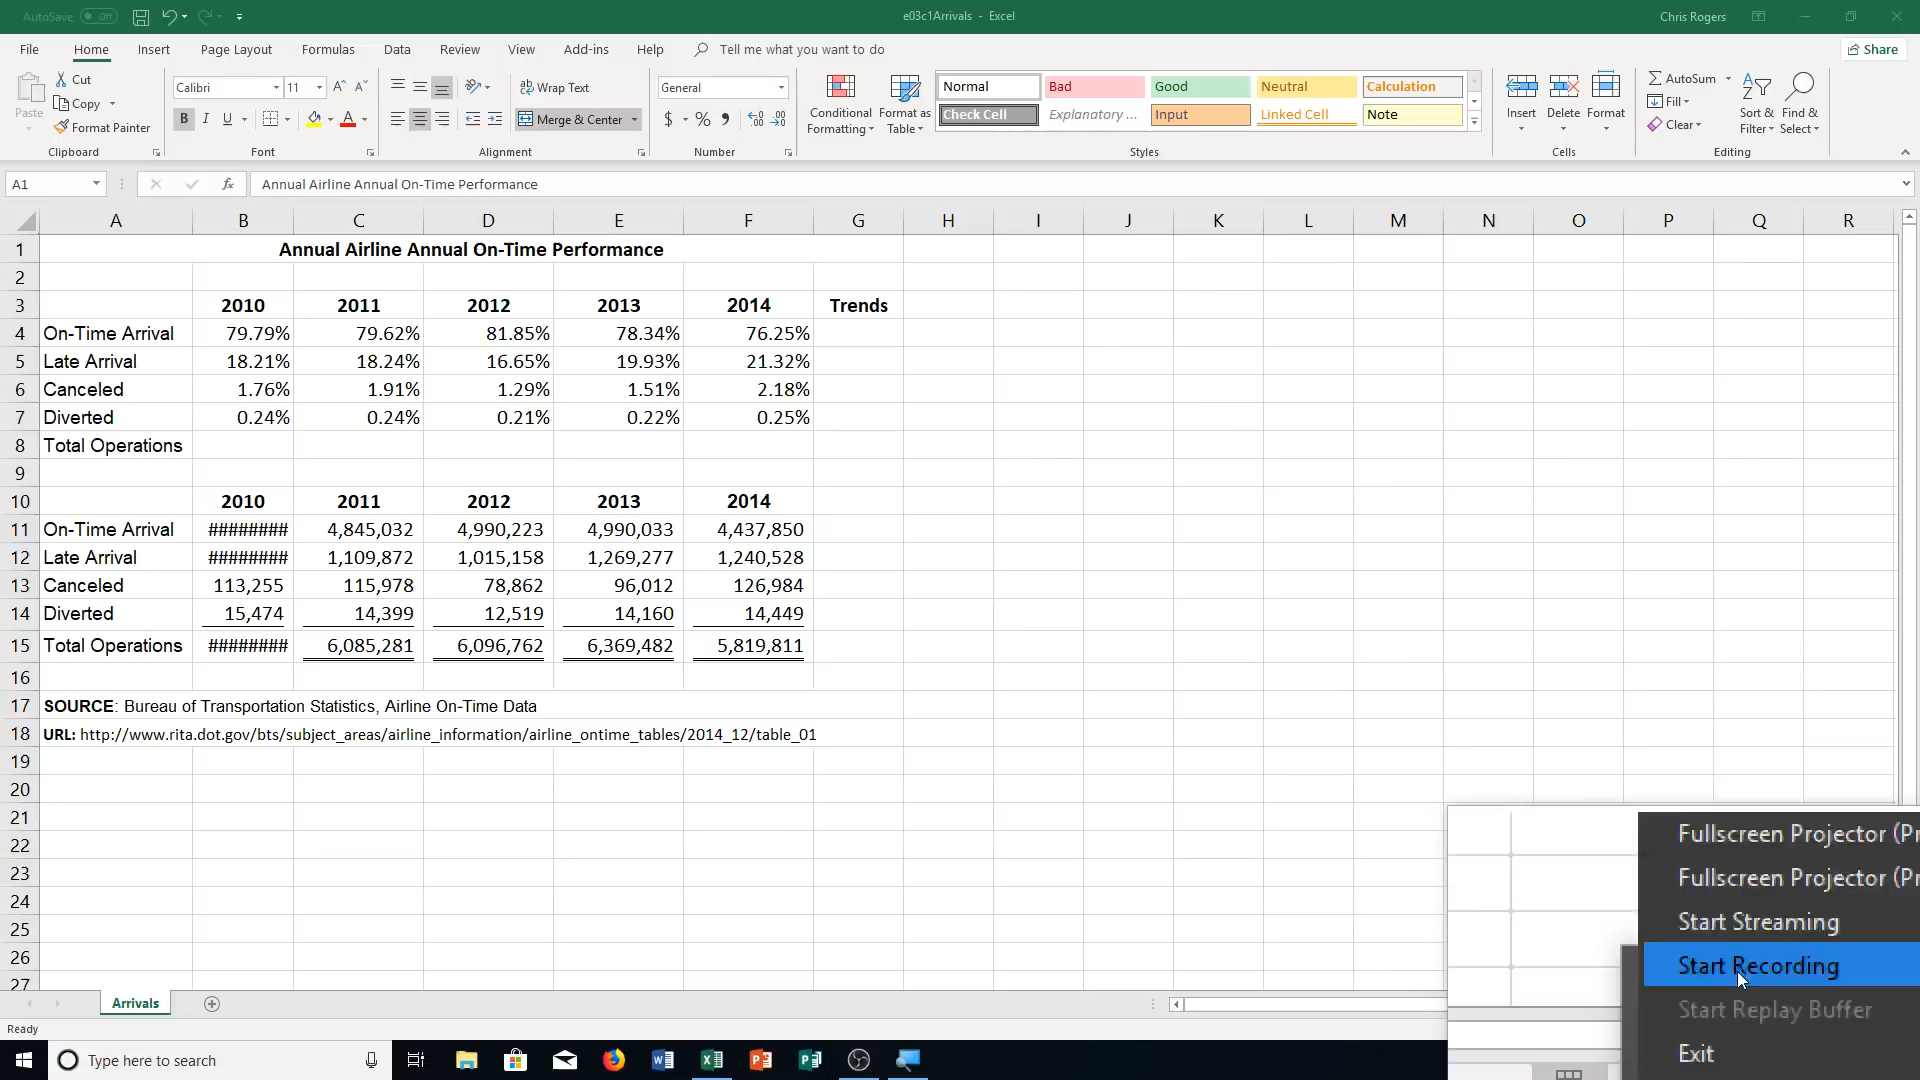 AutoSave Off
e03c1Arrivals - Excel
Chris Rogers
File Home Insert Page Layout Formulas Data Review View Add-ins Help Tell me what you want to do Share
Paste
Cut
Copy
Format Painter
Clipboard
Calibri 11
B I U
Font
Wrap Text
Merge & Center
Alignment
General
$ % ,
Number
Conditional Formatting
Format as Table
Normal Bad Good Neutral Calculation
Check Cell Explanatory ... Input Linked Cell Note
Styles
Insert Delete Format
Cells
AutoSum
Fill
Clear
Sort & Filter
Find & Select
Editing
A1 fx Annual Airline Annual On-Time Performance
A B C D E F G H I J K L M N O P Q R
1 Annual Airline Annual On-Time Performance
2
3 2010 2011 2012 2013 2014 Trends
4 On-Time Arrival 79.79% 79.62% 81.85% 78.34% 76.25%
5 Late Arrival 18.21% 18.24% 16.65% 19.93% 21.32%
6 Canceled 1.76% 1.91% 1.29% 1.51% 2.18%
7 Diverted 0.24% 0.24% 0.21% 0.22% 0.25%
8 Total Operations
9
10 2010 2011 2012 2013 2014
11 On-Time Arrival ######## 4,845,032 4,990,223 4,990,033 4,437,850
12 Late Arrival ######## 1,109,872 1,015,158 1,269,277 1,240,528
13 Canceled 113,255 115,978 78,862 96,012 126,984
14 Diverted 15,474 14,399 12,519 14,160 14,449
15 Total Operations ######## 6,085,281 6,096,762 6,369,482 5,819,811
16
17 SOURCE: Bureau of Transportation Statistics, Airline On-Time Data
18 URL: http://www.rita.dot.gov/bts/subject_areas/airline_information/airline_ontime_tables/2014_12/table_01
19
20
21
22
23
24
25
26
27
Fullscreen Projector (Pr
Fullscreen Projector (Pr
Start Streaming
Start Recording
Start Replay Buffer
Exit
Arrivals
Ready
Type here to search